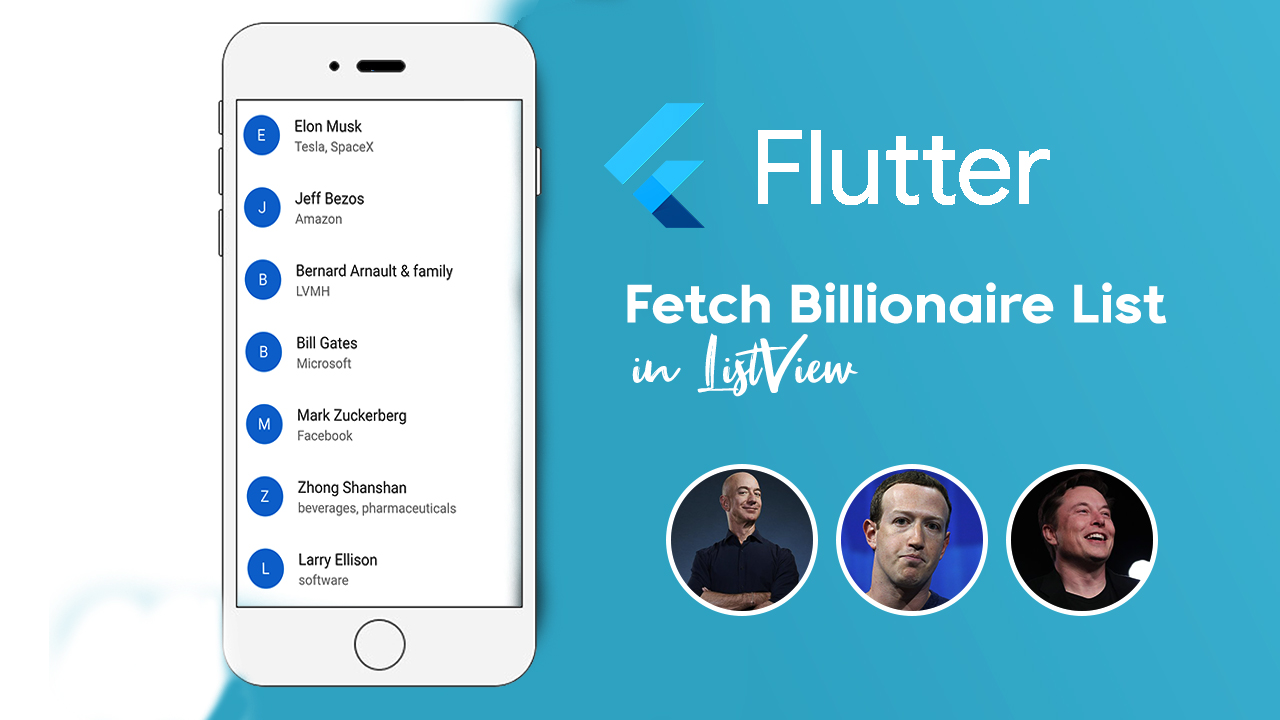 E
Elon Musk
Tesla, SpaceX
J
Jeff Bezos
Amazon
B
Bernard Arnault & family
LVMH
B
Bill Gates
Microsoft
M
Mark Zuckerberg
Facebook
Z
Zhong Shanshan
beverages, pharmaceuticals
L
Larry Ellison
software
Flutter
Fetch Billionaire List
in ListView